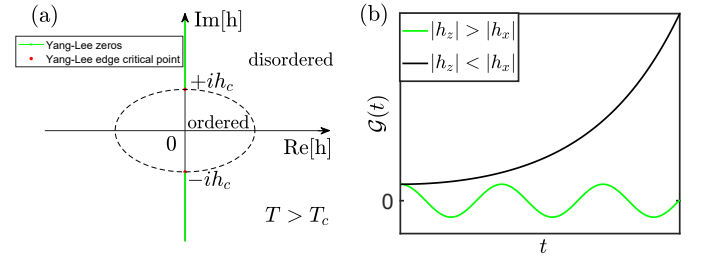 (a)
Im[h]
Yang-Lee zeros
Yang-Lee edge critical point
disordered
+ih_c
ordered
0
Re[h]
−ih_c
T > T_c
(b)
|h_z| > |h_x|
|h_z| < |h_x|
𝒢(t)
0
t